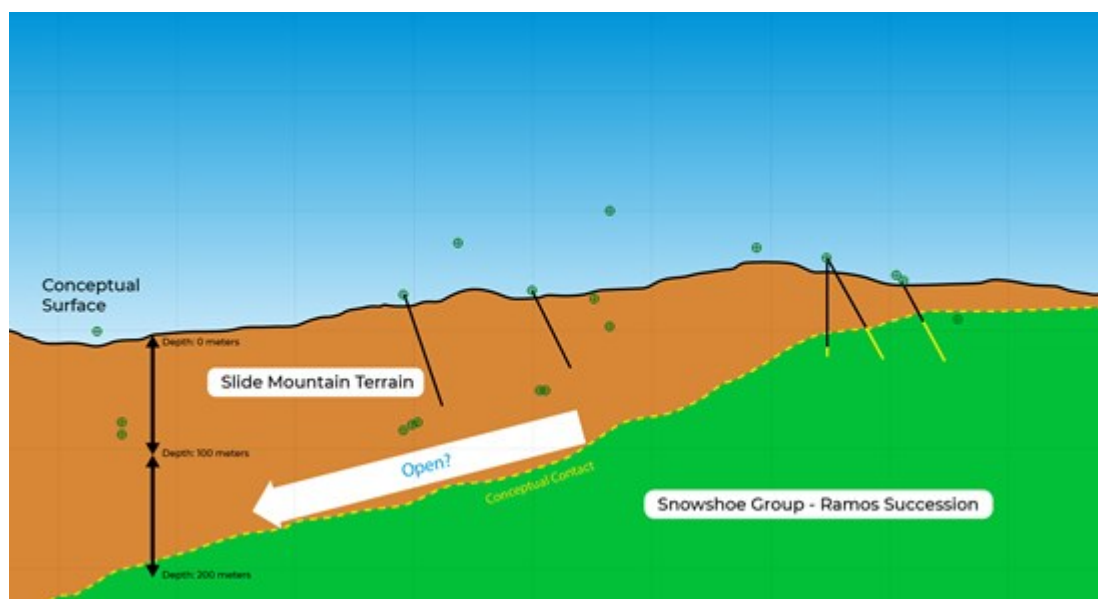 Conceptual
Surface
Depth: 0 meters
Slide Mountain Terrain
Depth: 100 meters
Open?
Conceptual Contact
Snowshoe Group - Ramos Succession
Depth: 200 meters